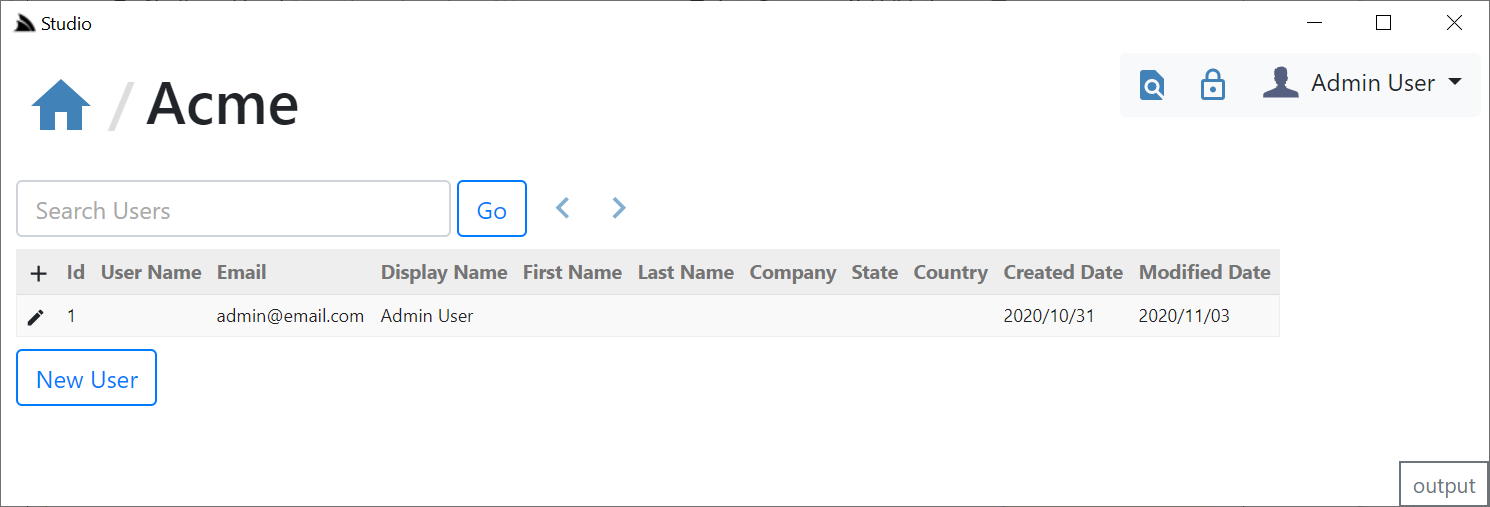 Studio
/ Acme
Admin User
Search Users
Go
Id User Name Email Display Name First Name Last Name Company State Country Created Date Modified Date
1 admin@email.com Admin User 2020/10/31 2020/11/03
New User
output